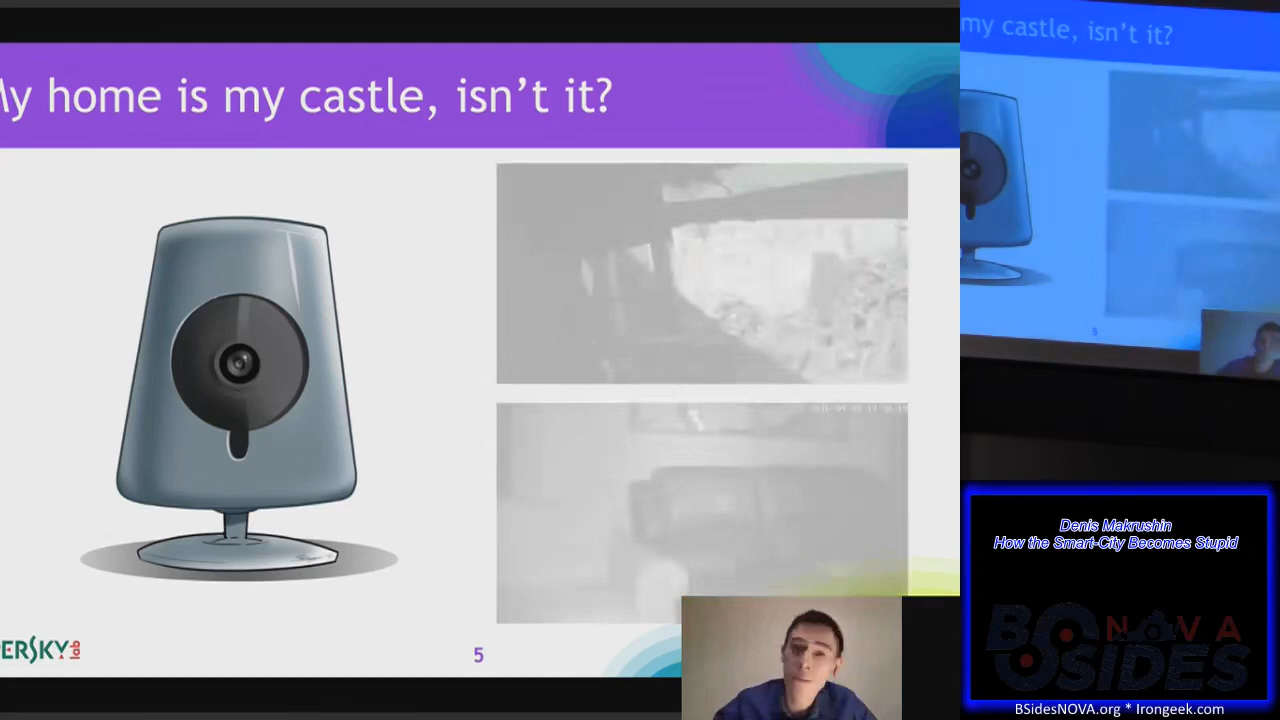 My home is my castle, isn't it?
my castle, isn't it?
5
5
ERSKY lab
Denis Makrushin
How the Smart-City Becomes Stupid
BSIDES NOVA
BSidesNOVA.org * Irongeek.com